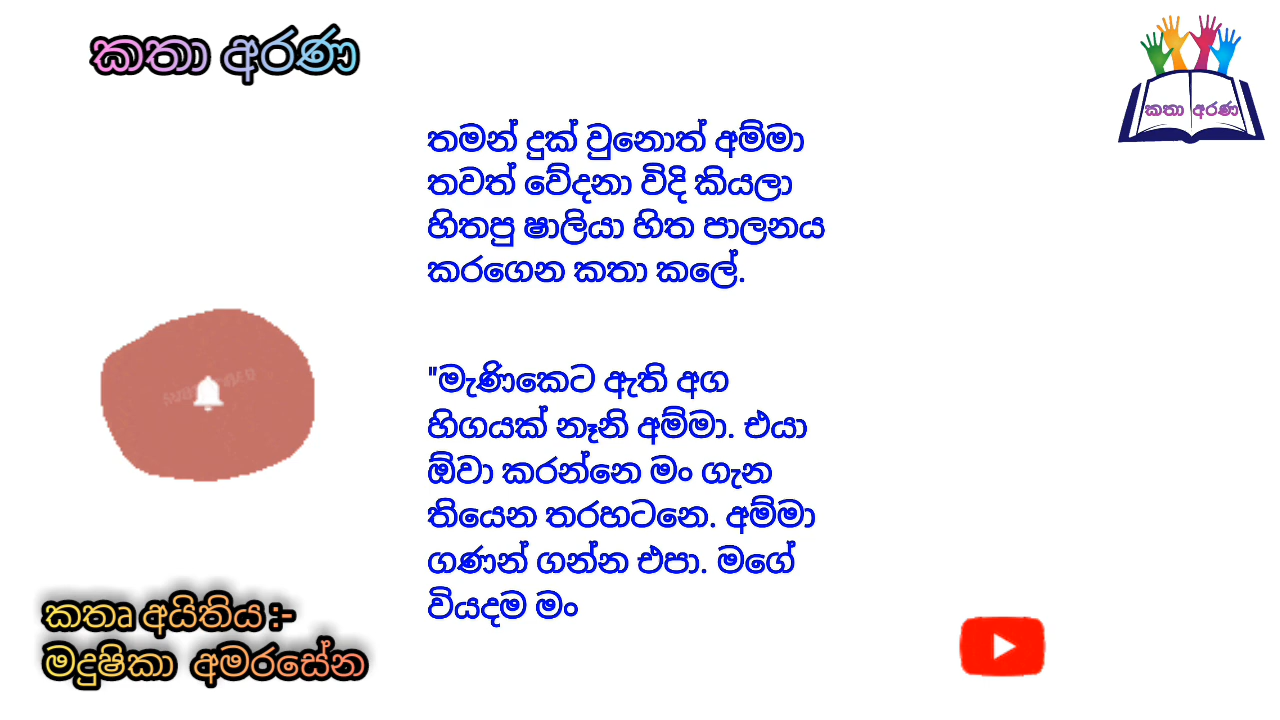 කතා අරණ
කතා අරණ
තමන් දුක් වුනොත් අම්මා
තවත් වේදනා විදි කියලා
හිතපු ෂාලියා හිත පාලනය
කරගෙන කතා කලේ.
"මැණිකෙට ඇති අග
හිගයක් නෑනි අම්මා. එයා
ඕවා කරන්නෙ මං ගැන
තියෙන තරහටනෙ. අම්මා
ගණන් ගන්න එපා. මගේ
වියදම මං
කතෘ අයිතිය :-
මදුෂිකා අමරසේන